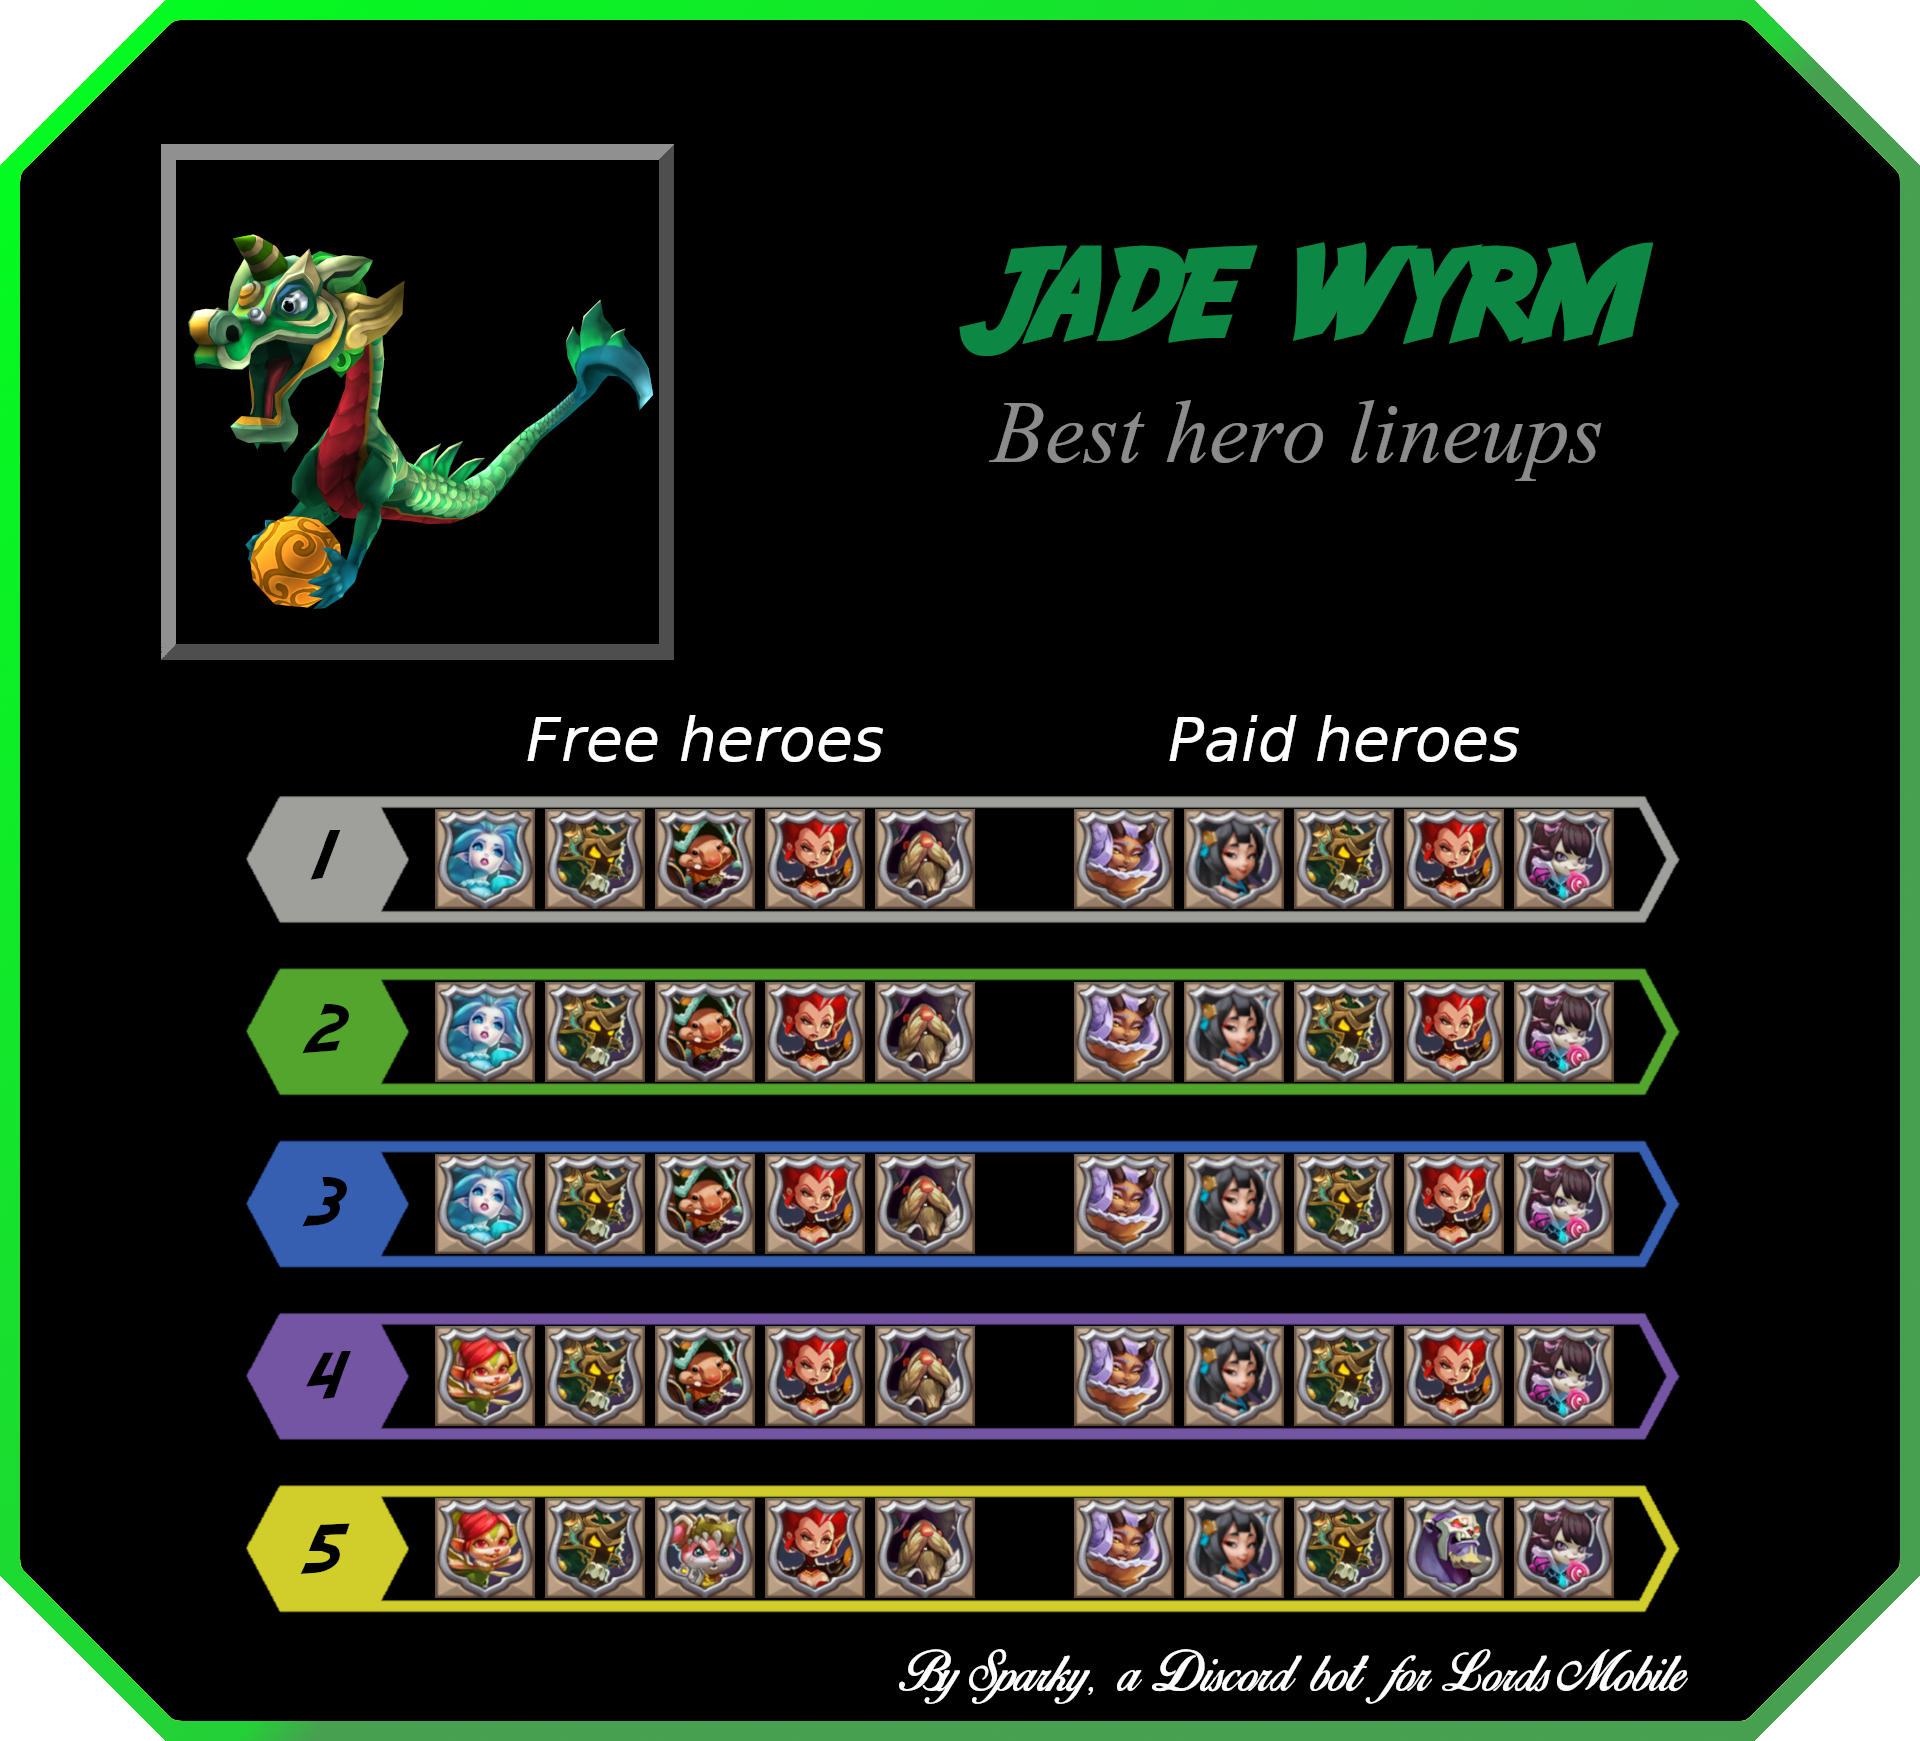 JADE WYRM
Best hero lineups
Free heroes Paid heroes
1
2
3
4
5
By Sparky, a Discord bot for Lords Mobile